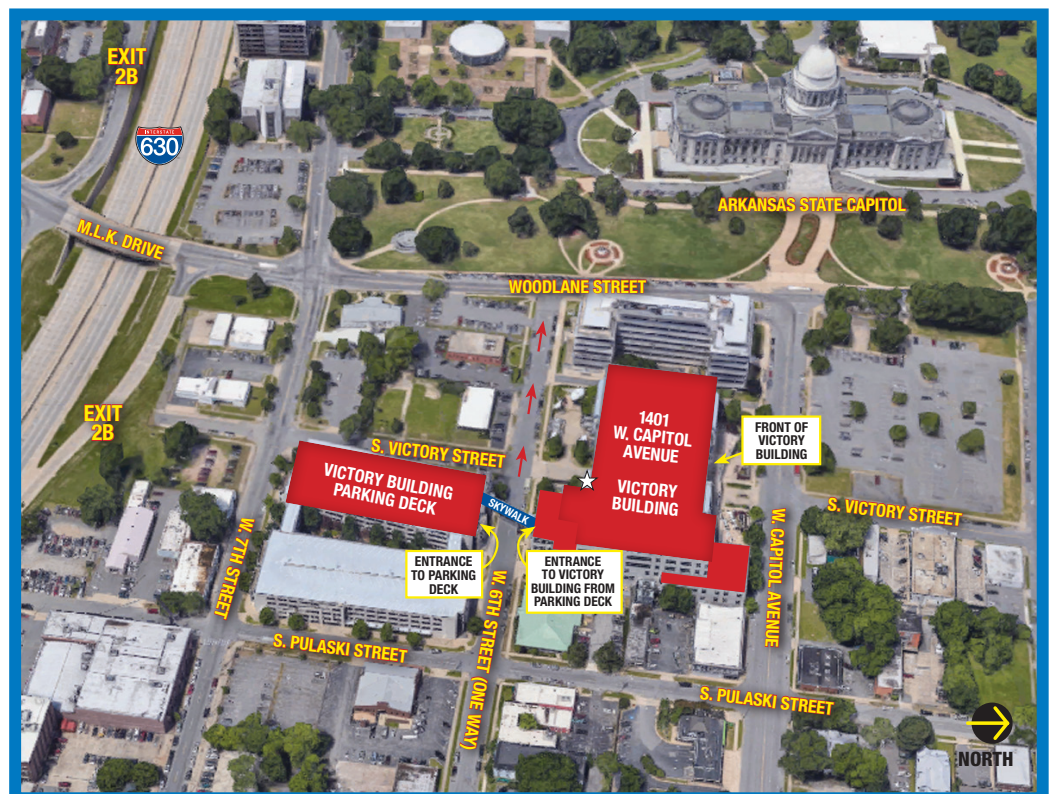 EXIT
2B
INTERSTATE
630
ARKANSAS STATE CAPITOL
M.L.K. DRIVE
WOODLANE STREET
EXIT
2B
1401
W. CAPITOL
AVENUE
VICTORY
BUILDING
FRONT OF
VICTORY
BUILDING
S. VICTORY STREET
VICTORY BUILDING
PARKING DECK
SKYWALK
S. VICTORY STREET
W. 7TH STREET
ENTRANCE
TO PARKING
DECK
ENTRANCE
TO VICTORY
BUILDING FROM
PARKING DECK
W. CAPITOL AVENUE
W. 6TH STREET (ONE WAY)
S. PULASKI STREET
S. PULASKI STREET
NORTH